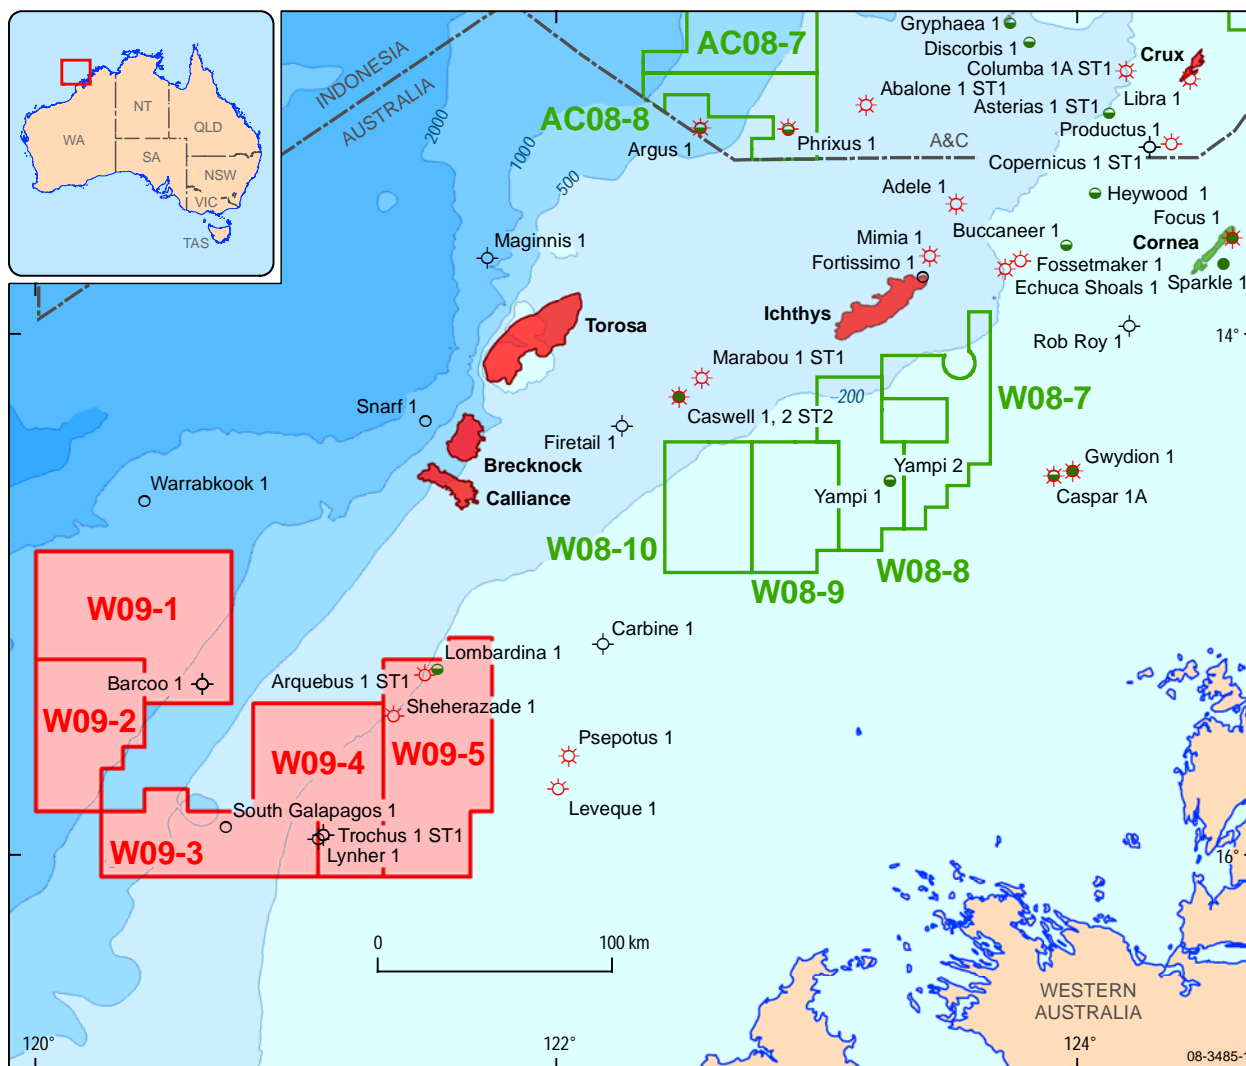 NT
WA
QLD
SA
NSW
VIC
TAS
INDONESIA
AUSTRALIA
2000
1000
500
AC08-7
AC08-8
Argus 1
Phrixus 1
Abalone 1 ST1
Gryphaea 1
Discorbis 1
Columba 1A ST1
Crux
Libra 1
Asterias 1 ST1
Productus 1
A&C
Copernicus 1 ST1
Adele 1
Heywood 1
Focus 1
Buccaneer 1
Cornea
Maginnis 1
Mimia 1
Fortissimo 1
Fossetmaker 1
Echuca Shoals 1
Sparkle 1
Ichthys
Torosa
Rob Roy 1
14°
Marabou 1 ST1
200
W08-7
Caswell 1, 2 ST2
Snarf 1
Firetail 1
Brecknock
Calliance
Warrabkook 1
Yampi 2
Yampi 1
Gwydion 1
Caspar 1A
W08-10
W08-9
W08-8
W09-1
Carbine 1
Lombardina 1
Barcoo 1
Arquebus 1 ST1
Sheherazade 1
W09-2
W09-4
W09-5
Psepotus 1
Leveque 1
South Galapagos 1
Trochus 1 ST1
Lynher 1
W09-3
16°
0
100 km
WESTERN
AUSTRALIA
120°
122°
124°
08-3485-1